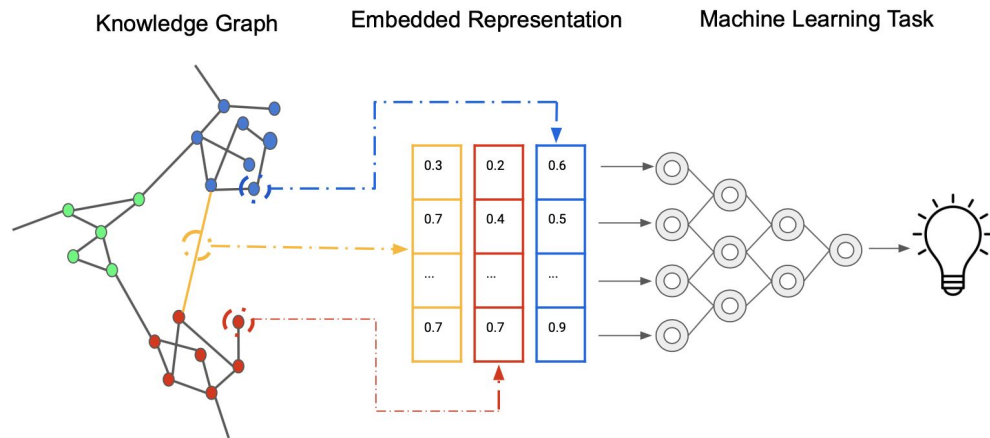 Knowledge Graph
Embedded Representation
Machine Learning Task
0.3 0.2 0.6
0.7 0.4 0.5
... ... ...
0.7 0.7 0.9